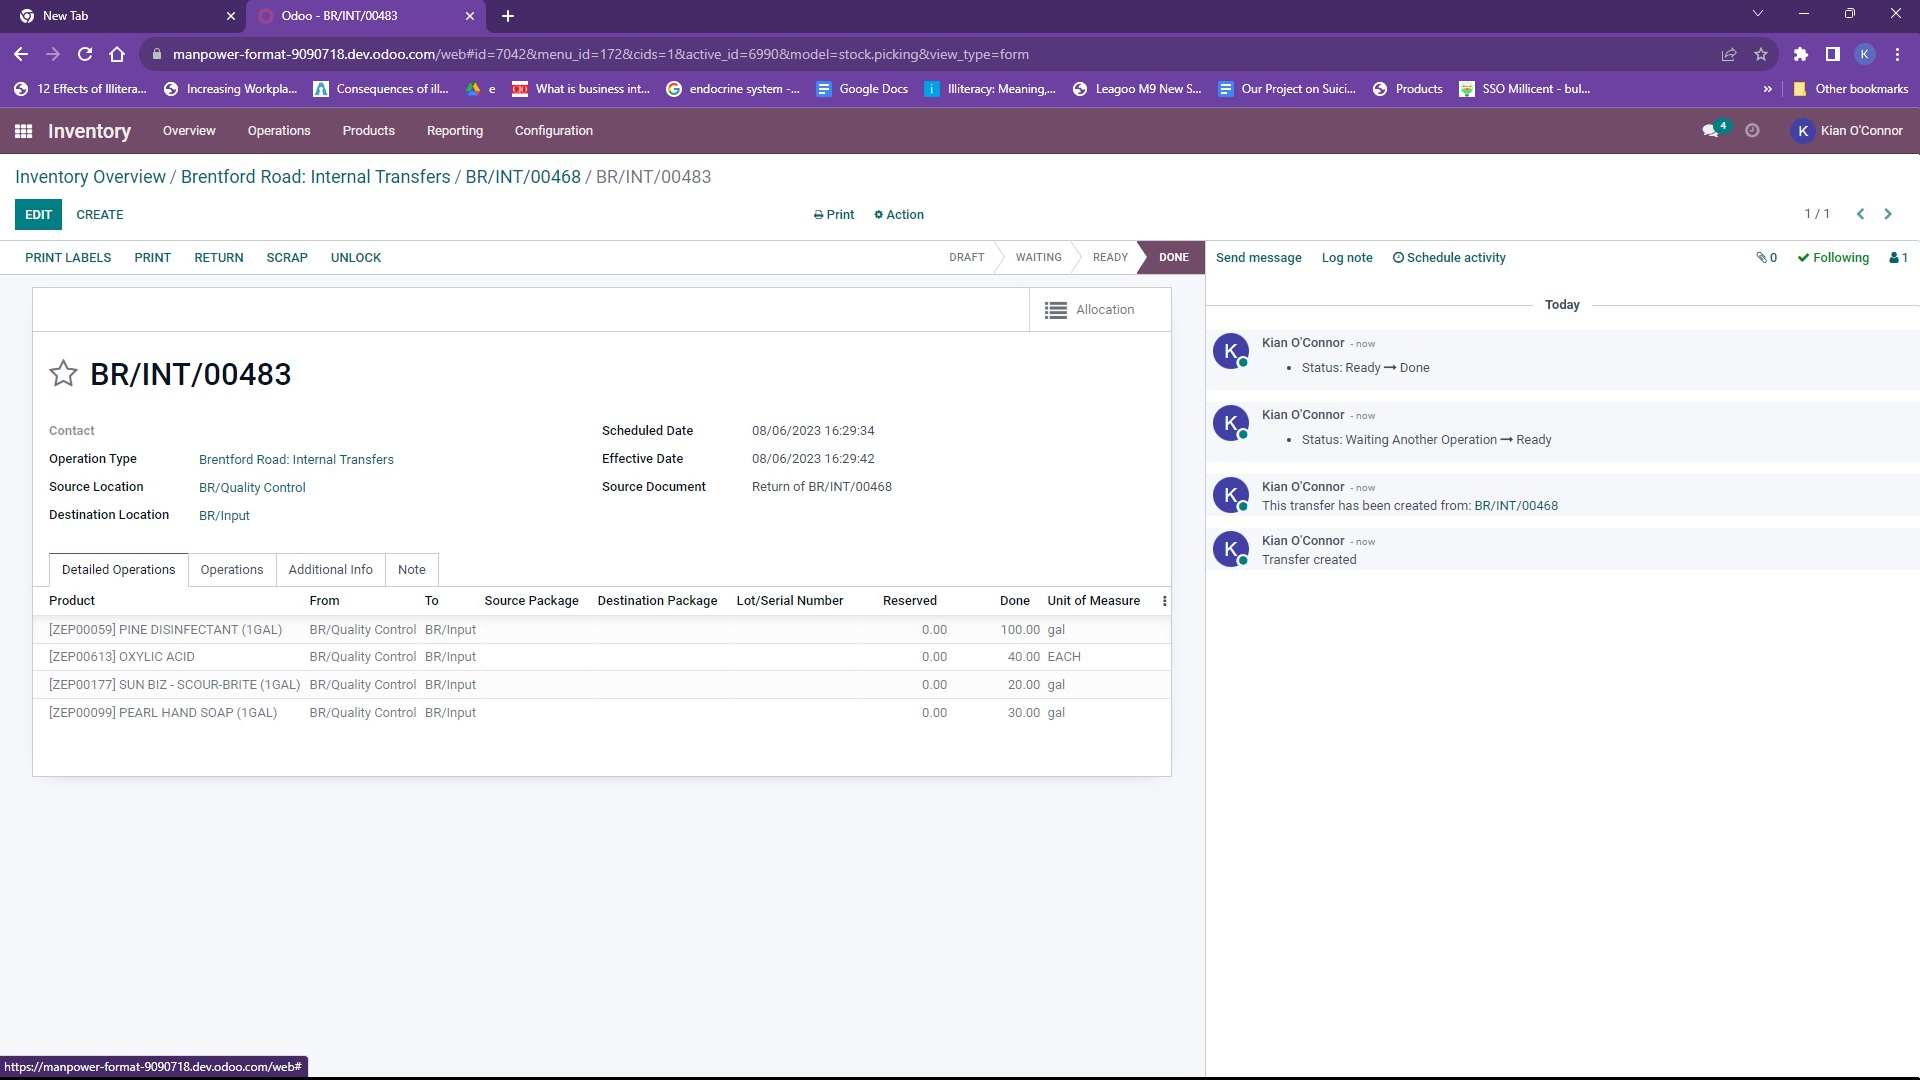 New Tab
Odoo - BR/INT/00483
manpower-format-9090718.dev.odoo.com/web#id=7042&menu_id=172&cids=1&active_id=6990&model=stock.picking&view_type=form
K
12 Effects of Illitera...
Increasing Workpla...
Consequences of ill...
e
What is business int...
endocrine system -...
Google Docs
Illiteracy: Meaning,...
Leagoo M9 New S...
Our Project on Suici...
Products
SSO Millicent - bul...
»
Other bookmarks
Inventory
Overview
Operations
Products
Reporting
Configuration
4
K
Kian O'Connor
Inventory Overview / Brentford Road: Internal Transfers / BR/INT/00468 / BR/INT/00483
EDIT
CREATE
Print
Action
1 / 1
PRINT LABELS
PRINT
RETURN
SCRAP
UNLOCK
DRAFT
WAITING
READY
DONE
Send message
Log note
Schedule activity
0
Following
1
Allocation
BR/INT/00483
Contact
Operation Type Brentford Road: Internal Transfers
Source Location BR/Quality Control
Destination Location BR/Input
Scheduled Date 08/06/2023 16:29:34
Effective Date 08/06/2023 16:29:42
Source Document Return of BR/INT/00468
Detailed Operations
Operations
Additional Info
Note
Product From To Source Package Destination Package Lot/Serial Number Reserved Done Unit of Measure
[ZEP00059] PINE DISINFECTANT (1GAL) BR/Quality Control BR/Input 0.00 100.00 gal
[ZEP00613] OXYLIC ACID BR/Quality Control BR/Input 0.00 40.00 EACH
[ZEP00177] SUN BIZ - SCOUR-BRITE (1GAL) BR/Quality Control BR/Input 0.00 20.00 gal
[ZEP00099] PEARL HAND SOAP (1GAL) BR/Quality Control BR/Input 0.00 30.00 gal
Today
K
Kian O'Connor - now
• Status: Ready → Done
K
Kian O'Connor - now
• Status: Waiting Another Operation → Ready
K
Kian O'Connor - now
This transfer has been created from: BR/INT/00468
K
Kian O'Connor - now
Transfer created
https://manpower-format-9090718.dev.odoo.com/web#